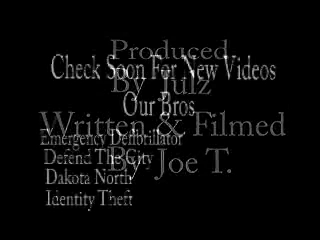 Produced
Check Soon For New Videos
By Julz
Our Bros
Written & Filmed
Emergency Defibrillator
By Joe T.
Defend The City
Dakota North
Identity Theft